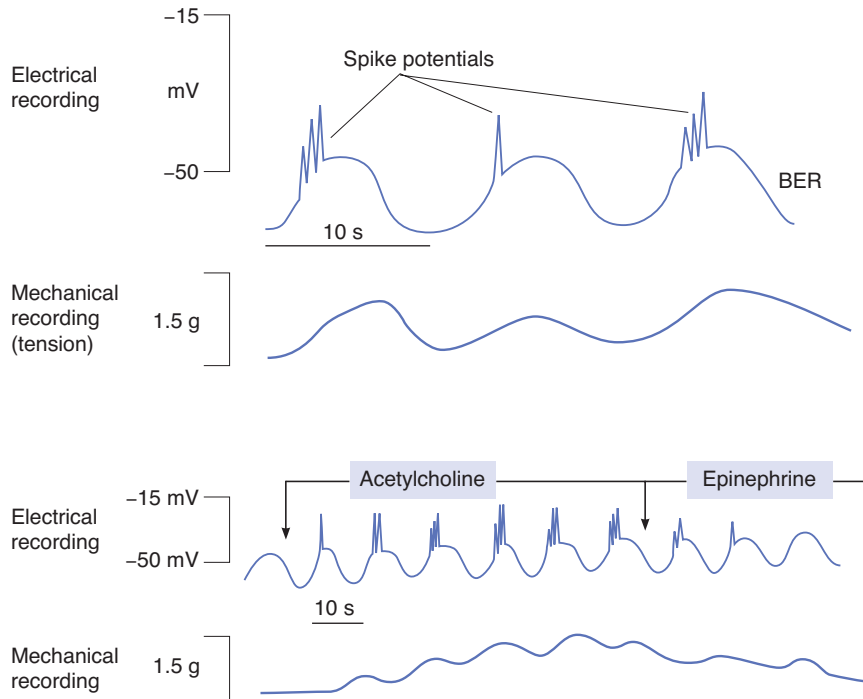 −15
Electrical
recording
mV
−50
Spike potentials
BER
10 s
Mechanical
recording
(tension)
1.5 g
Acetylcholine
Epinephrine
Electrical
recording
−15 mV
−50 mV
10 s
Mechanical
recording
1.5 g